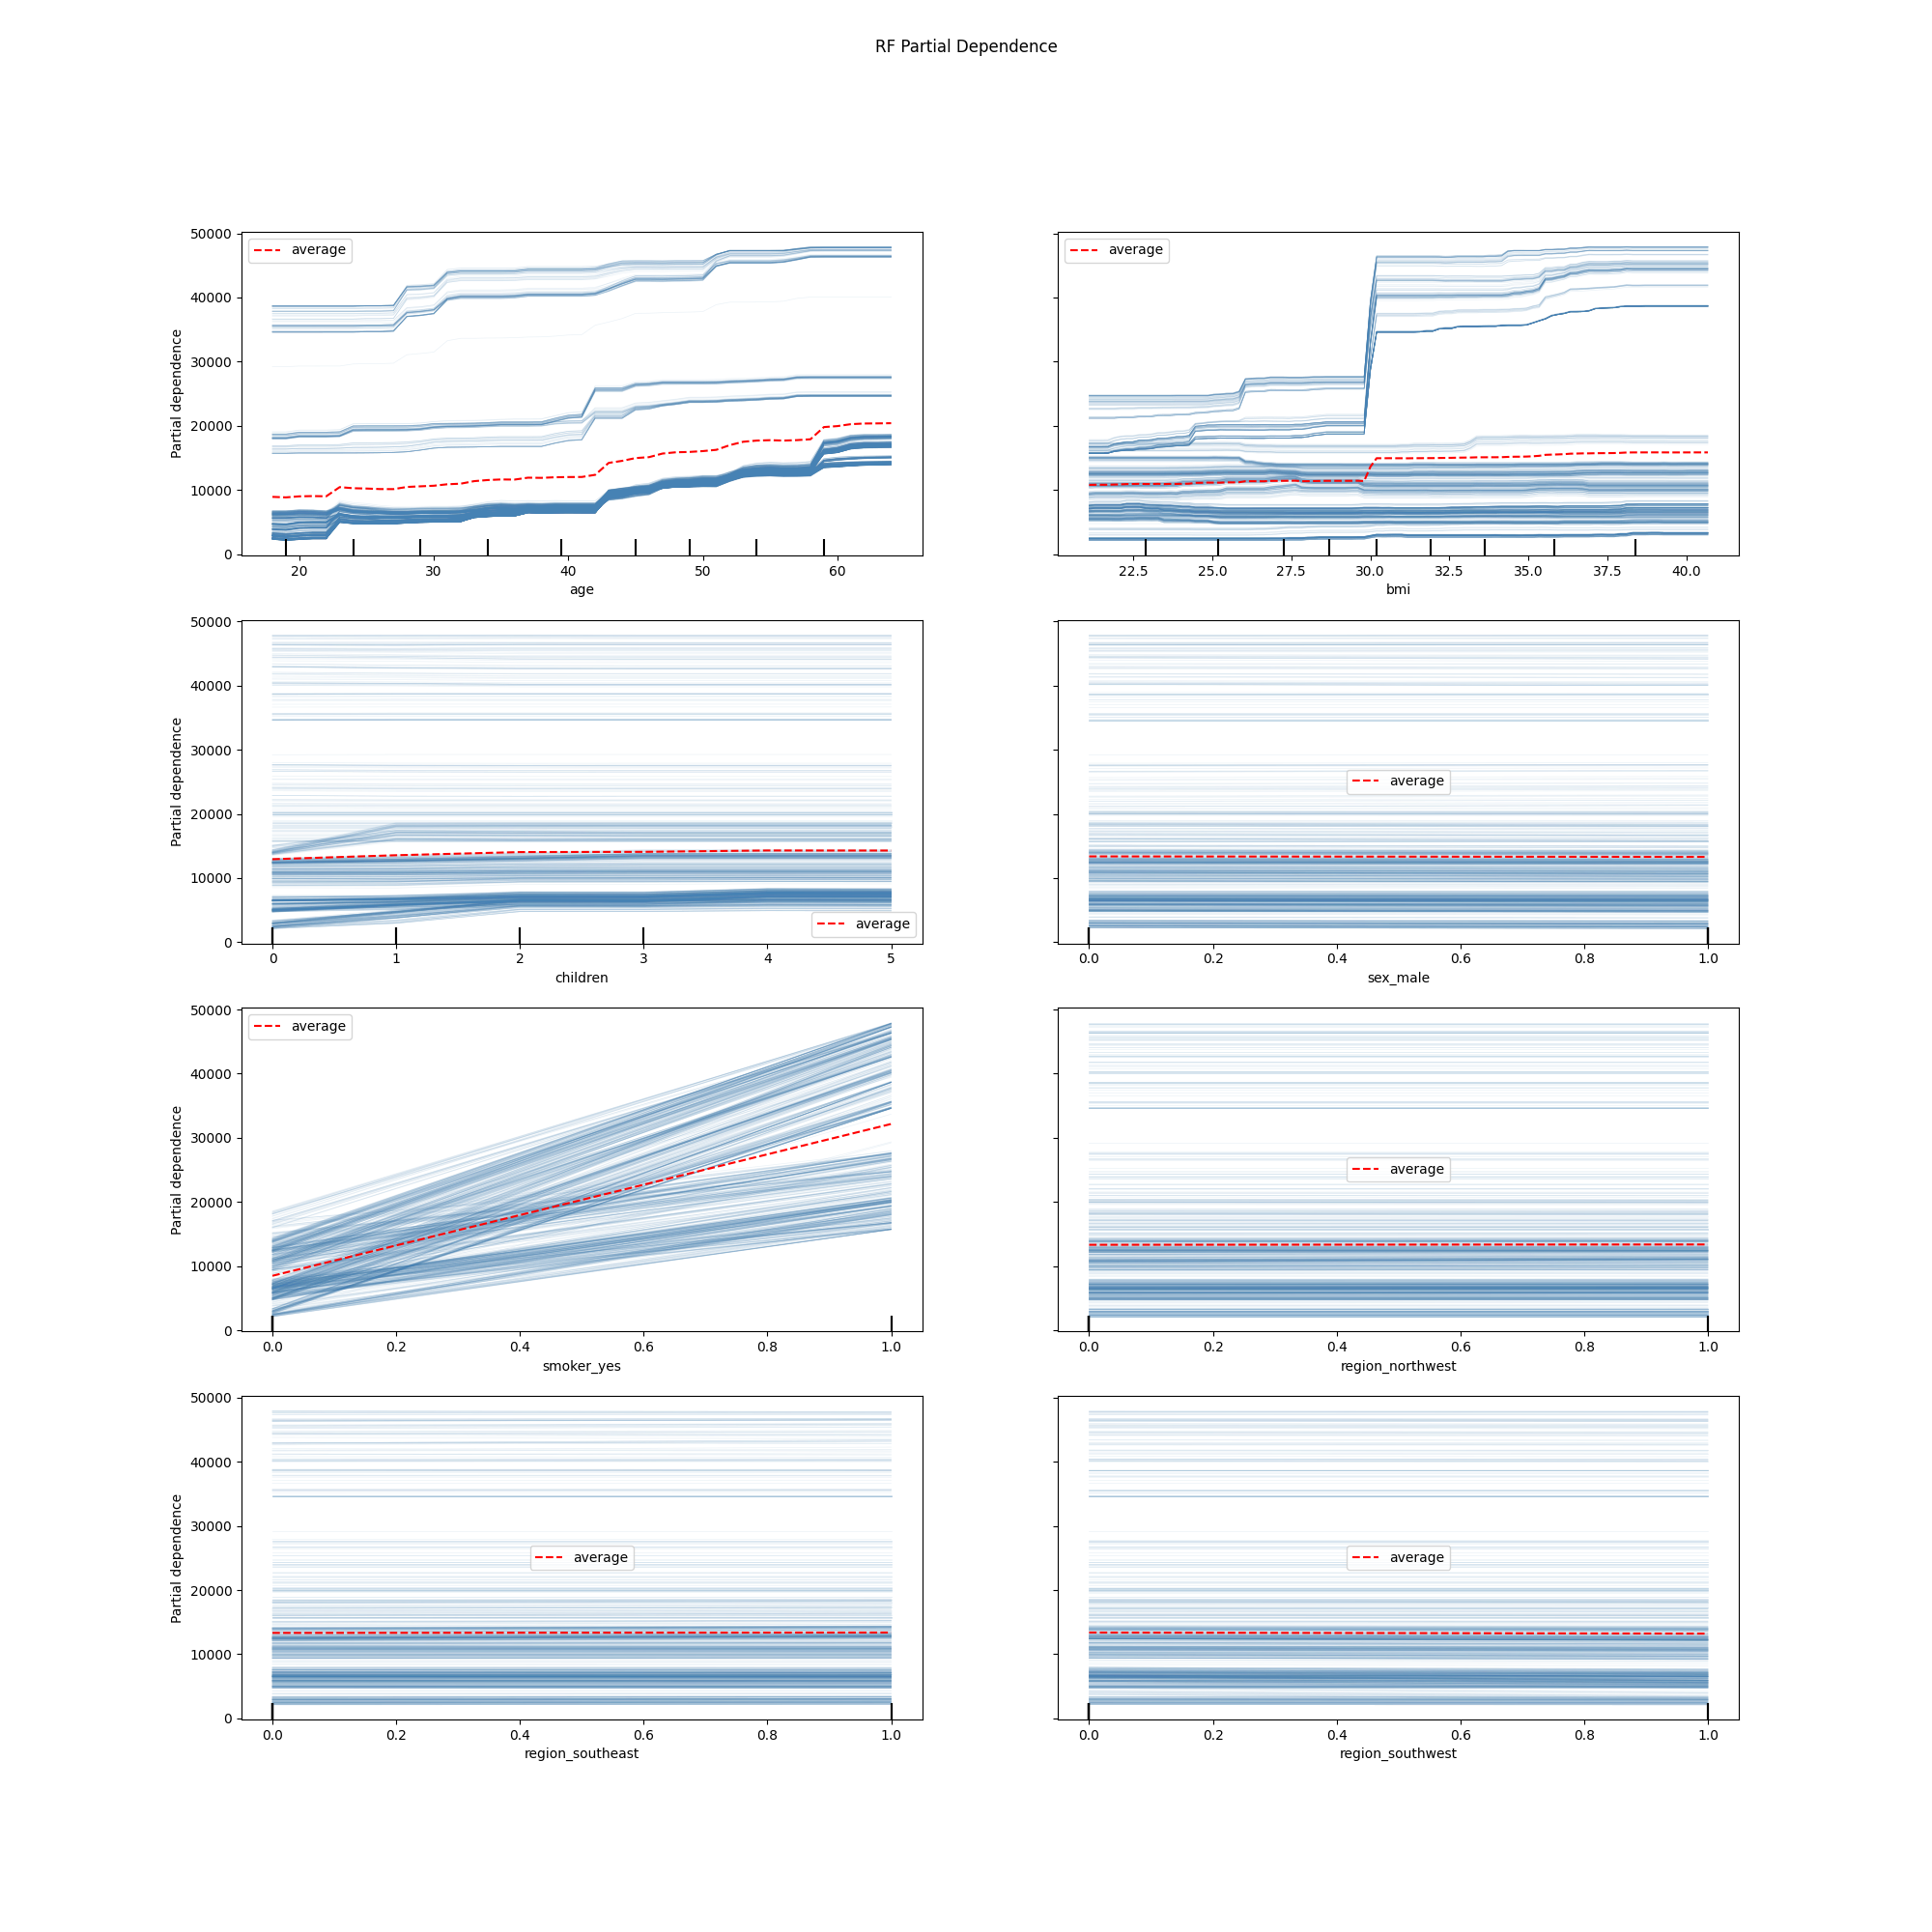 RF Partial Dependence
average
average
50000
40000
30000
20000
10000
0
Partial dependence
20 30 40 50 60
age
22.5 25.0 27.5 30.0 32.5 35.0 37.5 40.0
bmi
50000
40000
30000
20000
10000
0
Partial dependence
average
average
0 1 2 3 4 5
children
0.0 0.2 0.4 0.6 0.8 1.0
sex_male
50000
40000
30000
20000
10000
0
Partial dependence
average
average
0.0 0.2 0.4 0.6 0.8 1.0
smoker_yes
0.0 0.2 0.4 0.6 0.8 1.0
region_northwest
50000
40000
30000
20000
10000
0
Partial dependence
average
average
0.0 0.2 0.4 0.6 0.8 1.0
region_southeast
0.0 0.2 0.4 0.6 0.8 1.0
region_southwest